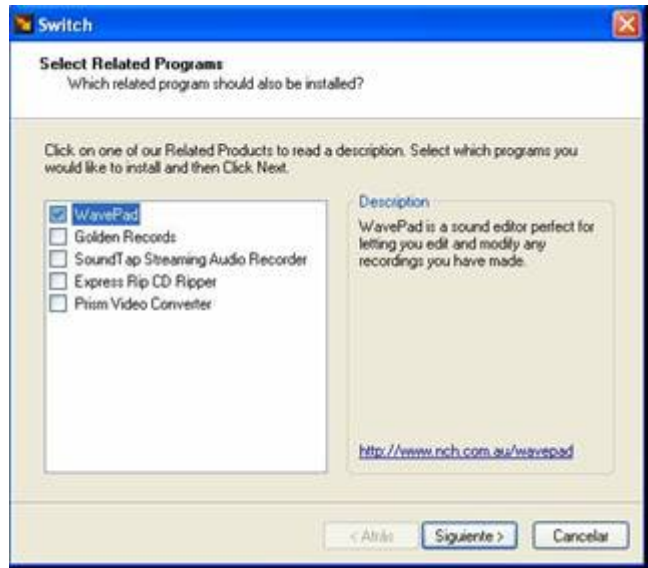 Switch
Select Related Programs
Which related program should also be installed?
Click on one of our Related Products to read a description. Select which programs you
would like to install and then Click Next.
WavePad
Golden Records
SoundTap Streaming Audio Recorder
Express Rip CD Ripper
Prism Video Converter
Description
WavePad is a sound editor perfect for
letting you edit and modify any
recordings you have made.
http://www.nch.com.au/wavepad
< Atrás
Siguiente >
Cancelar